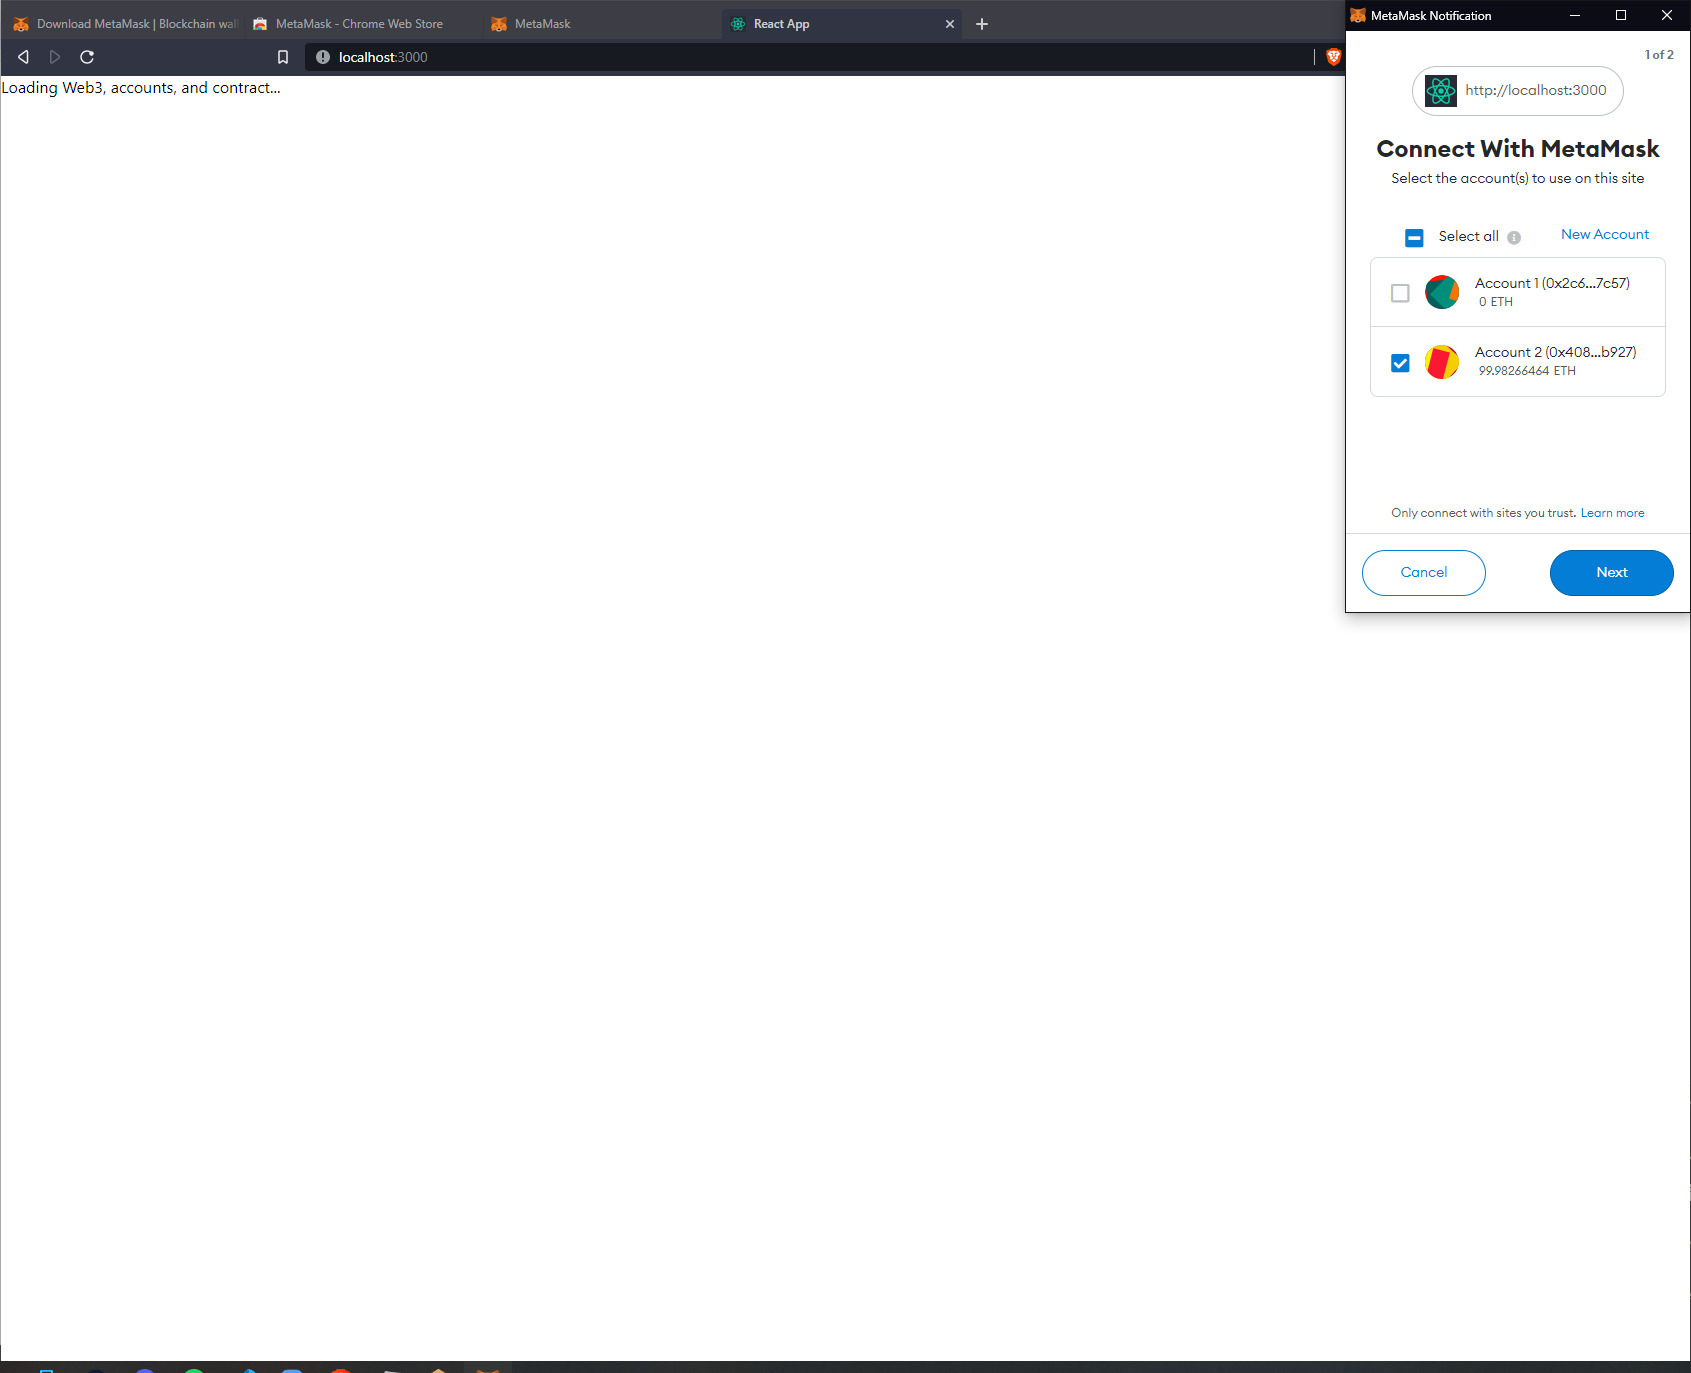 Download MetaMask | Blockchain wal
MetaMask - Chrome Web Store
MetaMask
React App
MetaMask Notification
localhost:3000
Loading Web3, accounts, and contract...
1 of 2
http://localhost:3000
Connect With MetaMask
Select the account(s) to use on this site
Select all
New Account
Account 1 (0x2c6...7c57)
0 ETH
Account 2 (0x408...b927)
99.98266464 ETH
Only connect with sites you trust. Learn more
Cancel
Next